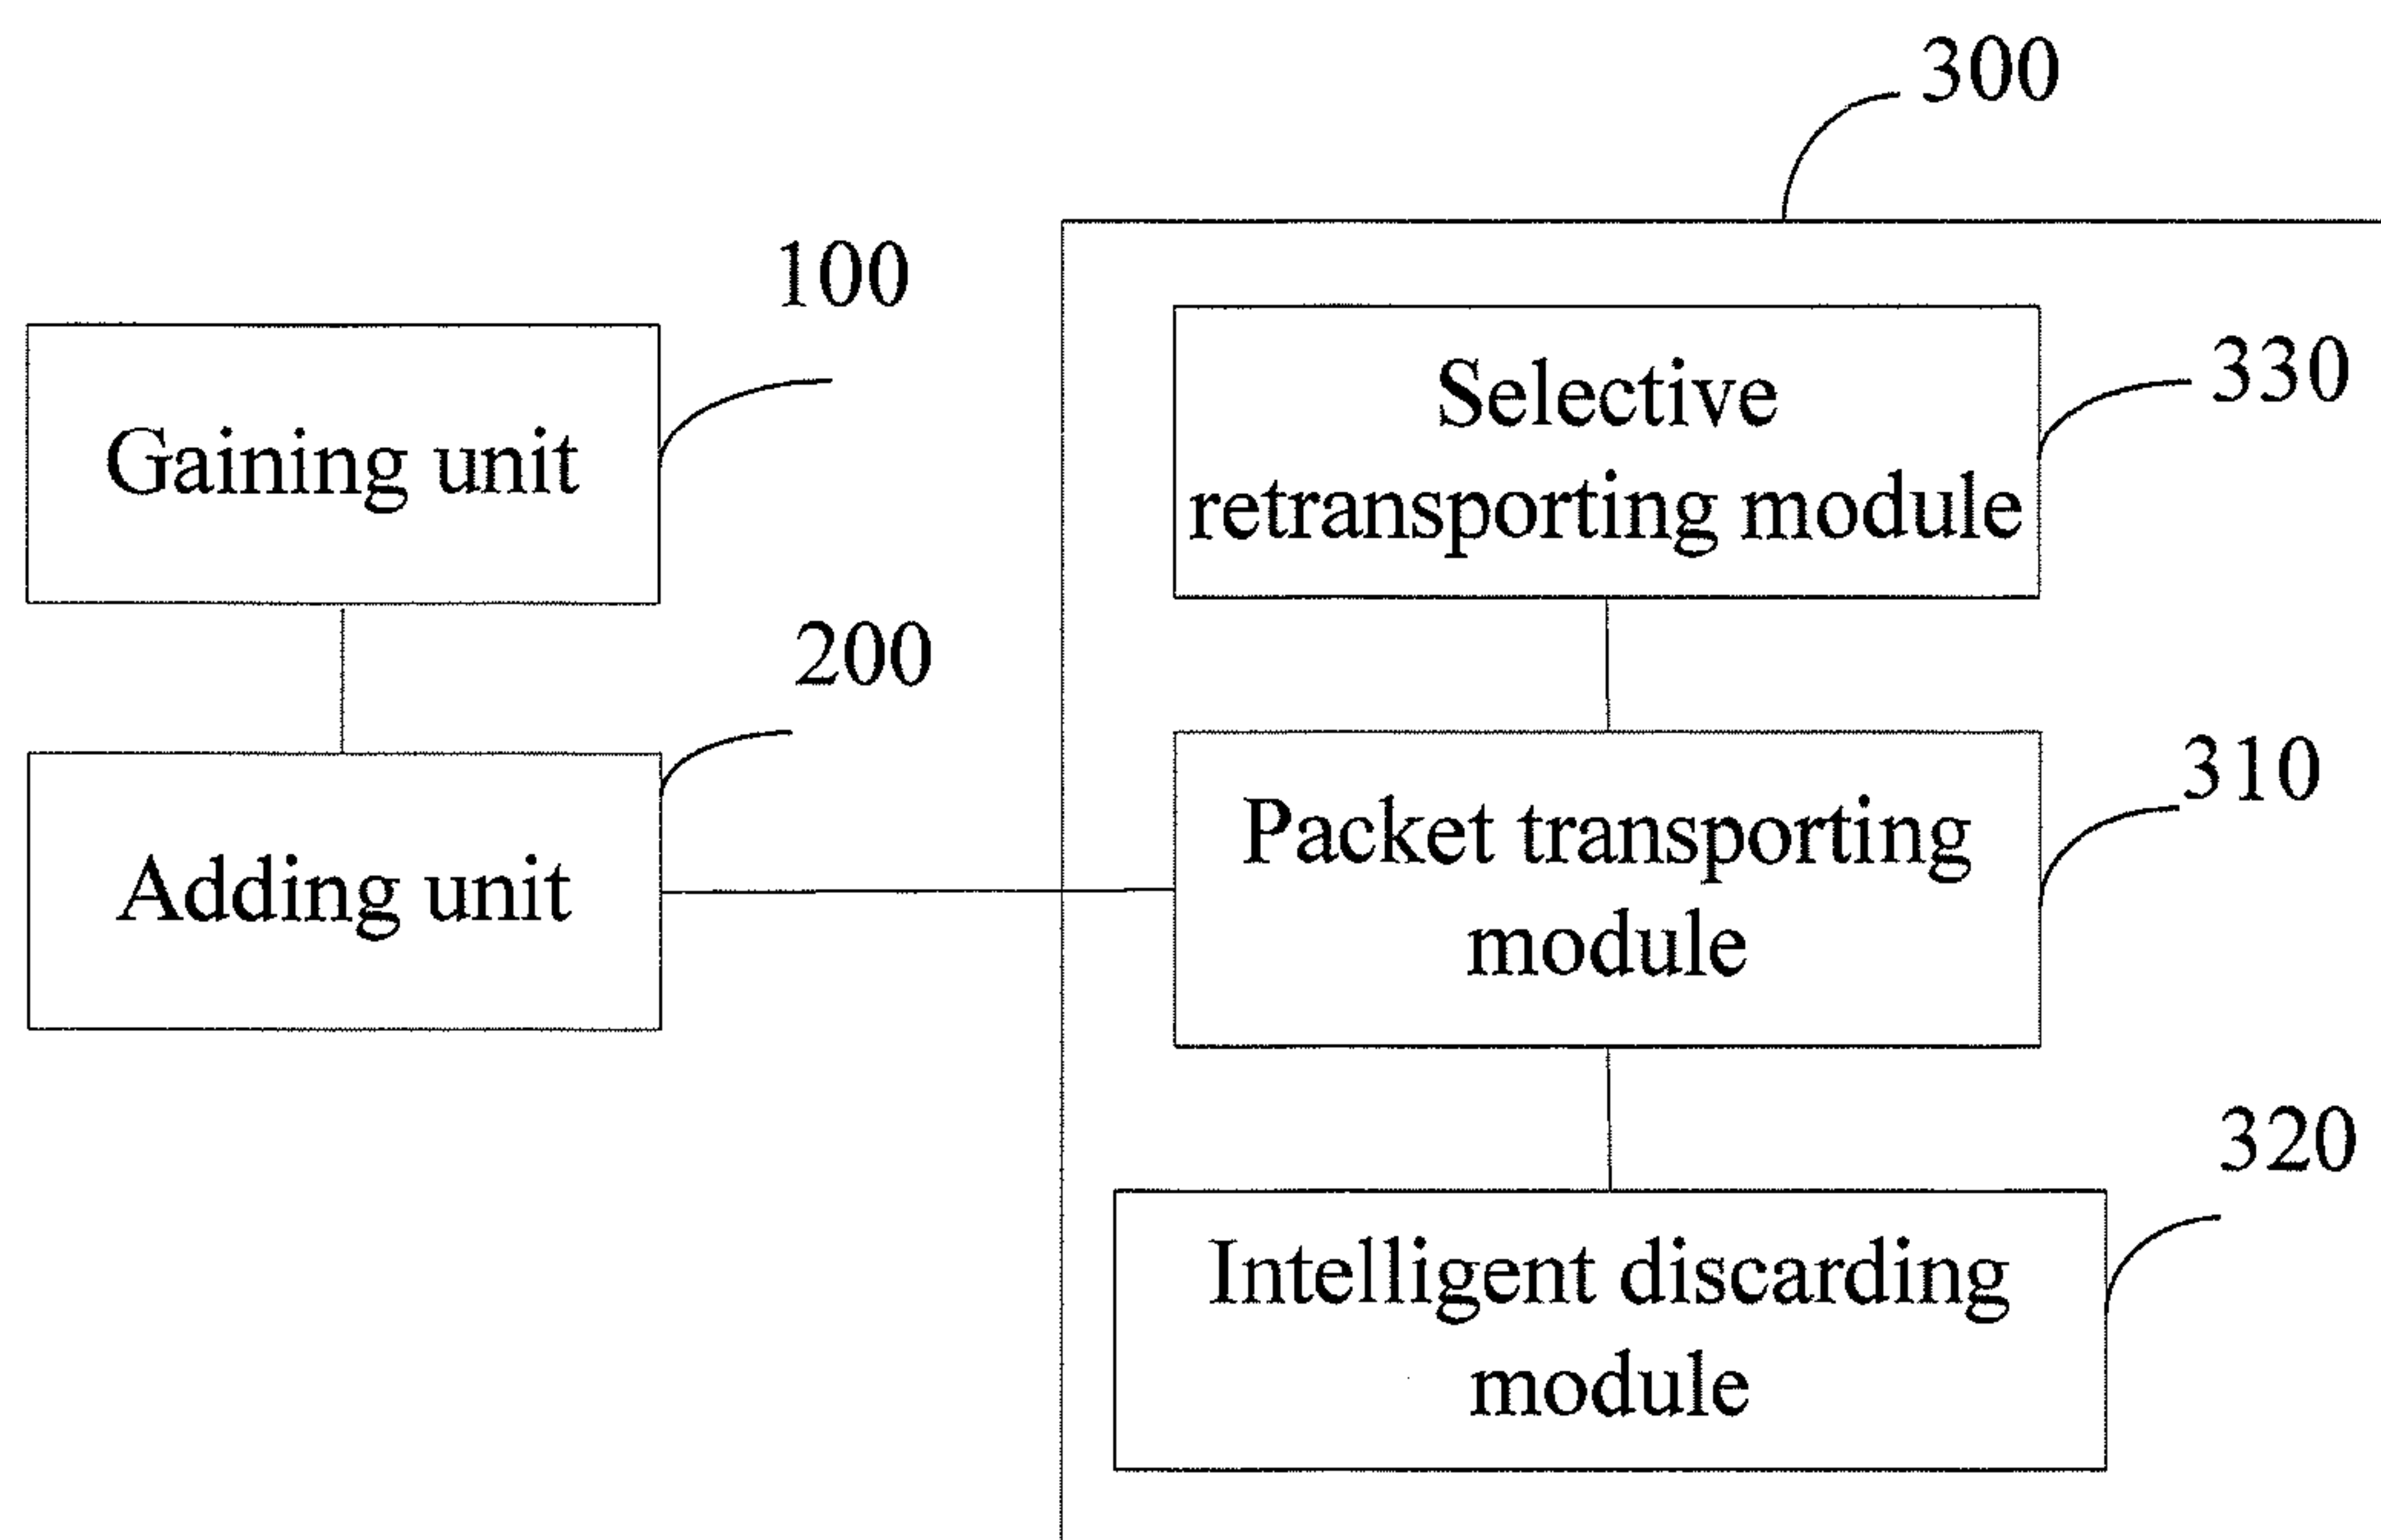 300
100
Gaining unit
Selective
retransporting module
330
200
Adding unit
Packet transporting
module
310
320
Intelligent discarding
module